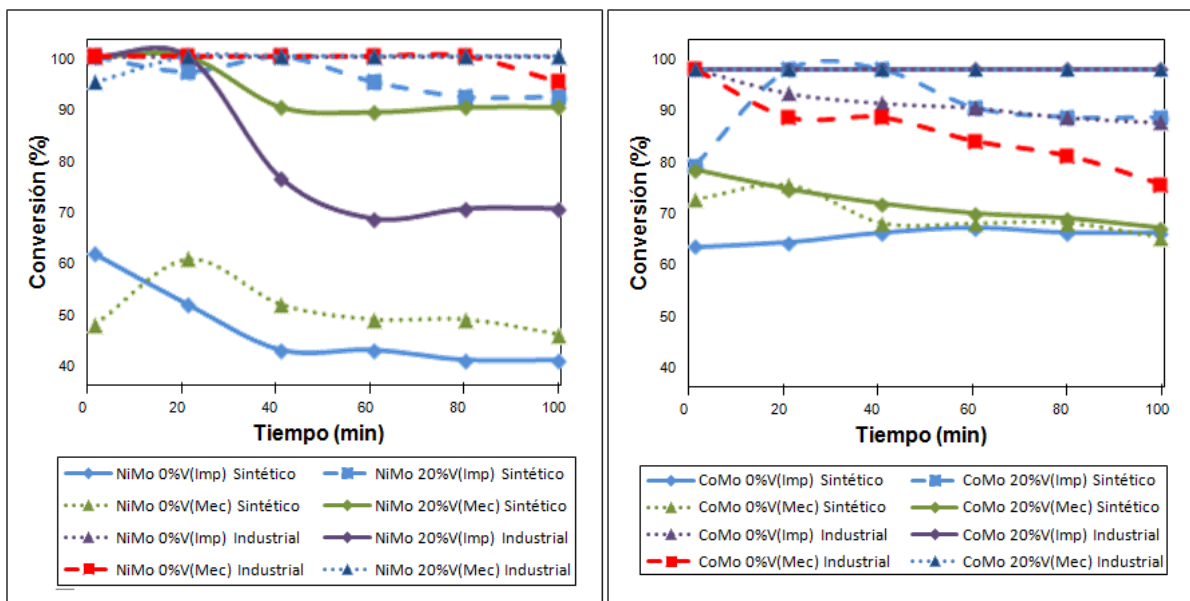 Conversión (%)
100
90
80
70
60
50
40
0 20 40 60 80 100
Tiempo (min)
NiMo 0%V(Imp) Sintético NiMo 20%V(Imp) Sintético
NiMo 0%V(Mec) Sintético NiMo 20%V(Mec) Sintético
NiMo 0%V(Imp) Industrial NiMo 20%V(Imp) Industrial
NiMo 0%V(Mec) Industrial NiMo 20%V(Mec) Industrial
Conversión (%)
100
90
80
70
60
50
40
0 20 40 60 80 100
Tiempo (min)
CoMo 0%V(Imp) Sintético CoMo 20%V(Imp) Sintético
CoMo 0%V(Mec) Sintético CoMo 20%V(Mec) Sintético
CoMo 0%V(Imp) Industrial CoMo 20%V(Imp) Industrial
CoMo 0%V(Mec) Industrial CoMo 20%V(Mec) Industrial